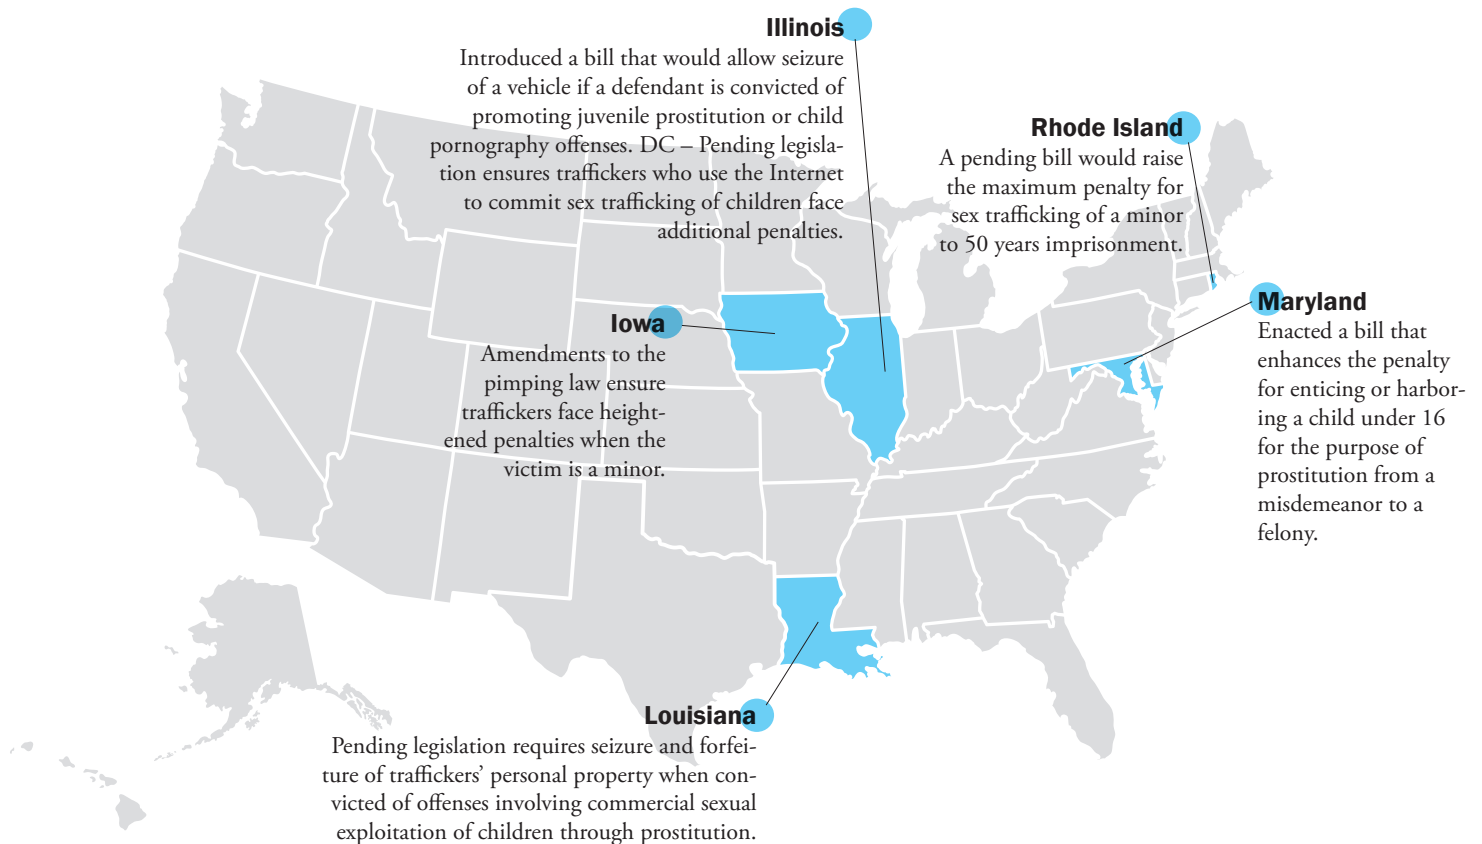 Illinois
Introduced a bill that would allow seizure
of a vehicle if a defendant is convicted of
promoting juvenile prostitution or child
pornography offenses. DC – Pending legisla-
tion ensures traffickers who use the Internet
to commit sex trafficking of children face
additional penalties.
Rhode Island
A pending bill would raise
the maximum penalty for
sex trafficking of a minor
to 50 years imprisonment.
Maryland
Enacted a bill that
enhances the penalty
for enticing or harbor-
ing a child under 16
for the purpose of
prostitution from a
misdemeanor to a
felony.
Iowa
Amendments to the
pimping law ensure
traffickers face height-
ened penalties when the
victim is a minor.
Louisiana
Pending legislation requires seizure and forfei-
ture of traffickers’ personal property when con-
victed of offenses involving commercial sexual
exploitation of children through prostitution.